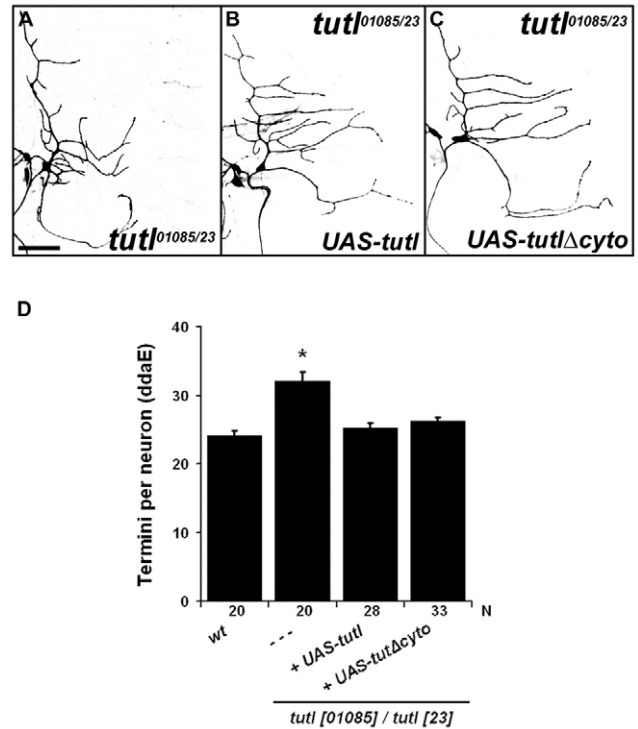 A
B
tutl01085/23
C
tutl01085/23
tutl01085/23
UAS-tutl
UAS-tutlΔcyto
D
Termini per neuron (ddaE)
40
30
20
10
0
*
20 20 28 33 N
wt
- - -
+ UAS-tutl
+ UAS-tutΔcyto
tutl [01085] / tutl [23]